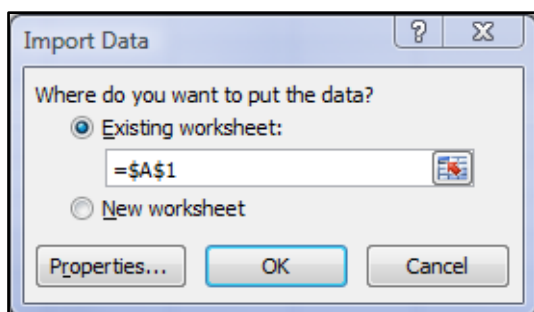 Import Data
?
Where do you want to put the data?
Existing worksheet:
=$A$1
New worksheet
Properties... OK Cancel